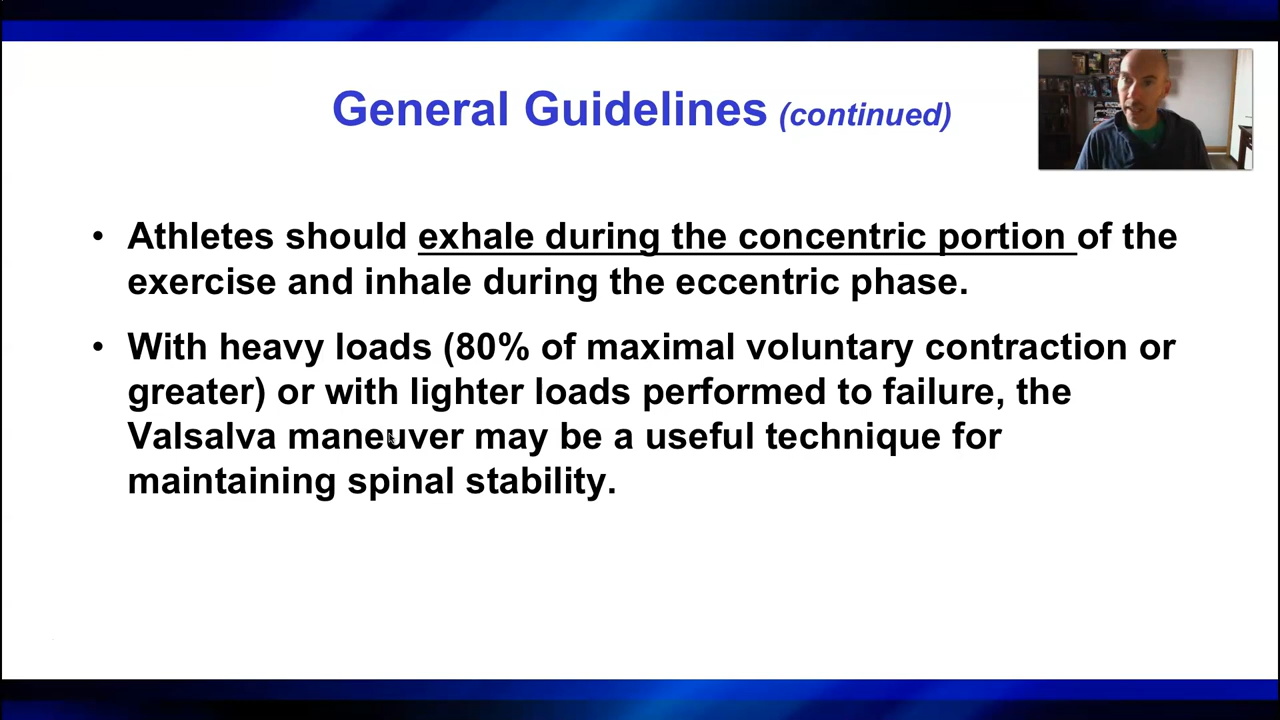 General Guidelines (continued)
• Athletes should exhale during the concentric portion of the
exercise and inhale during the eccentric phase.
• With heavy loads (80% of maximal voluntary contraction or
greater) or with lighter loads performed to failure, the
Valsalva maneuver may be a useful technique for
maintaining spinal stability.